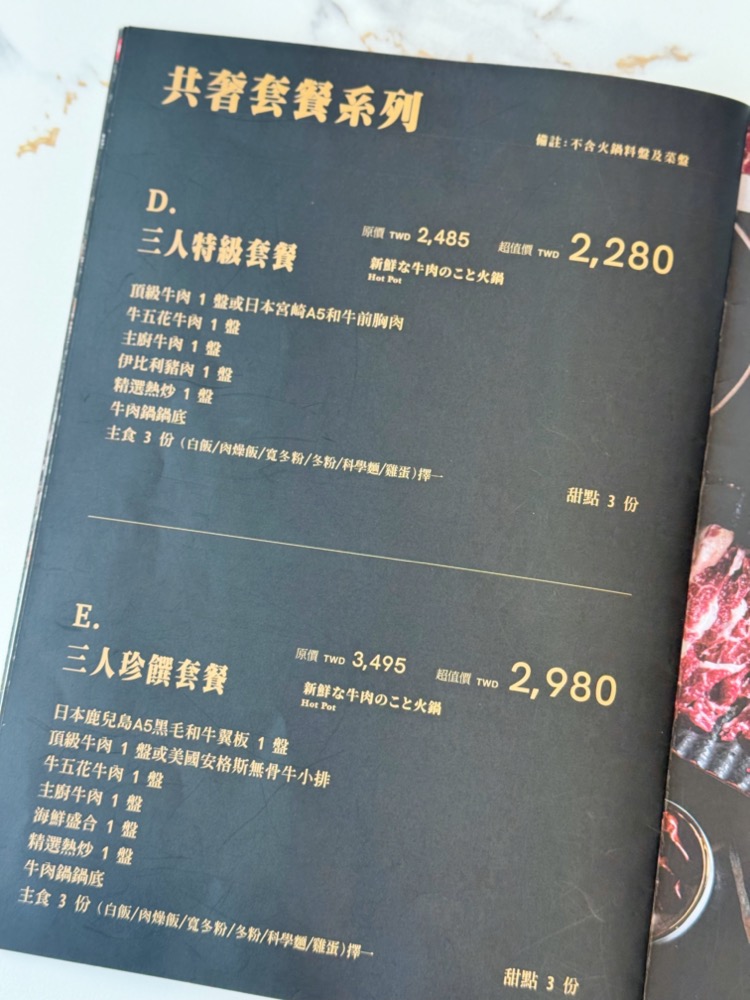 共奢套餐系列
備註:不含火鍋料盤及菜盤
D.
三人特級套餐
原價 TWD 2,485
超值價 TWD 2,280
新鮮な牛肉のこと火鍋
Hot Pot
頂級牛肉 1 盤或日本宮崎A5和牛前胸肉
牛五花牛肉 1 盤
主廚牛肉 1 盤
伊比利豬肉 1 盤
精選熱炒 1 盤
牛肉鍋鍋底
主食 3 份 (白飯/肉燥飯/寬冬粉/冬粉/科學麵/雞蛋)擇一
甜點 3 份
E.
三人珍饌套餐
原價 TWD 3,495
超值價 TWD 2,980
新鮮な牛肉のこと火鍋
Hot Pot
日本鹿兒島A5黑毛和牛翼板 1 盤
頂級牛肉 1 盤或美國安格斯無骨牛小排
牛五花牛肉 1 盤
主廚牛肉 1 盤
海鮮盛合 1 盤
精選熱炒 1 盤
牛肉鍋鍋底
主食 3 份 (白飯/肉燥飯/寬冬粉/冬粉/科學麵/雞蛋)擇一
甜點 3 份